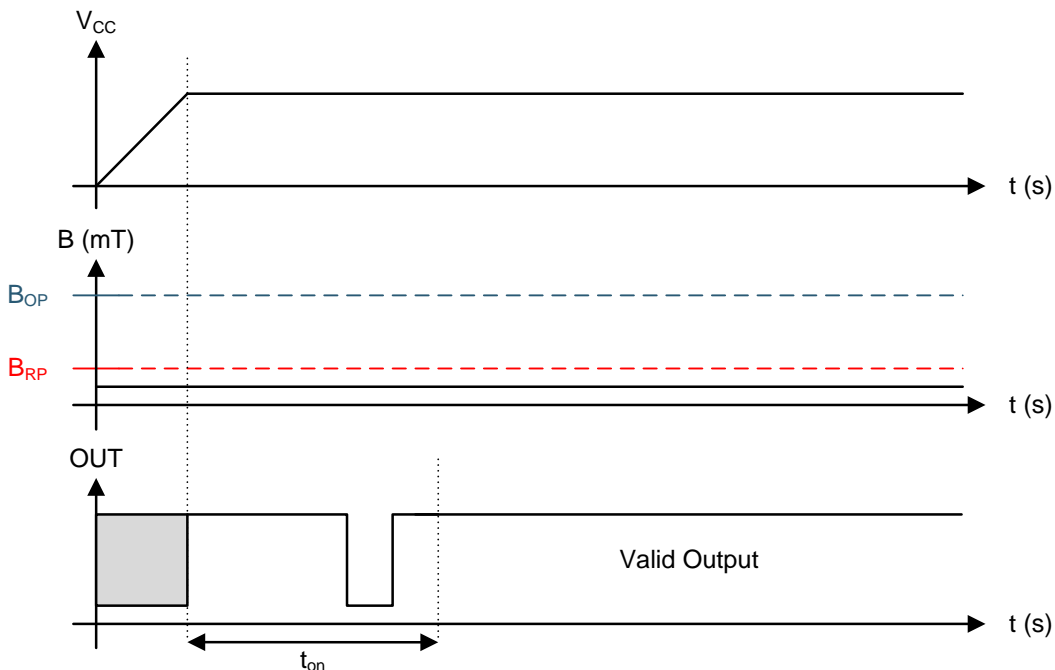 VCC
t (s)
B (mT)
BOP
BRP
t (s)
OUT
Valid Output
t (s)
ton